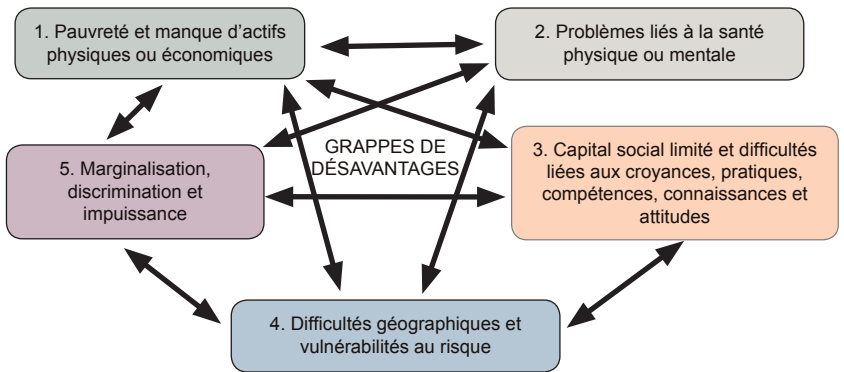 1. Pauvreté et manque d'actifs
physiques ou économiques
2. Problèmes liés à la santé
physique ou mentale
GRAPPES DE
DÉSAVANTAGES
5. Marginalisation,
discrimination et
impuissance
3. Capital social limité et difficultés
liées aux croyances, pratiques,
compétences, connaissances et
attitudes
4. Difficultés géographiques et
vulnérabilités au risque